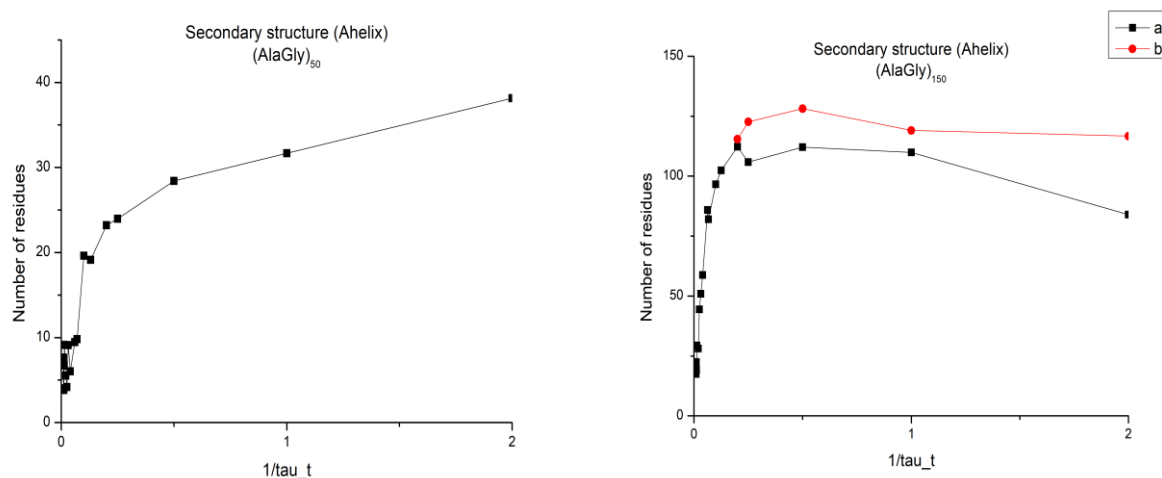 Secondary structure (Ahelix)
(AlaGly)50
Number of residues
40
30
20
10
0
0
1
2
1/tau_t
a
b
Secondary structure (Ahelix)
(AlaGly)150
Number of residues
150
100
50
0
0
1
2
1/tau_t